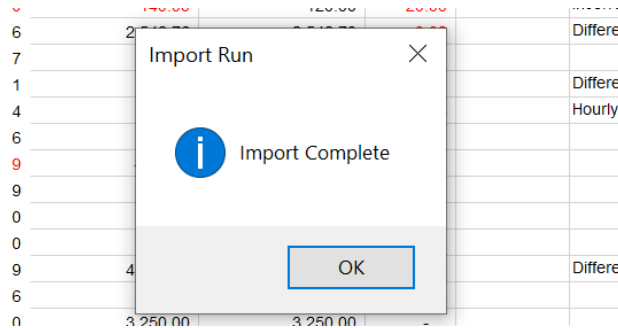 6 Differe
7
Import Run
1 Differe
4 Hourly
6
Import Complete
9
9
0
0
9 4 OK Differe
6
0 3,250.00 3,250.00 -